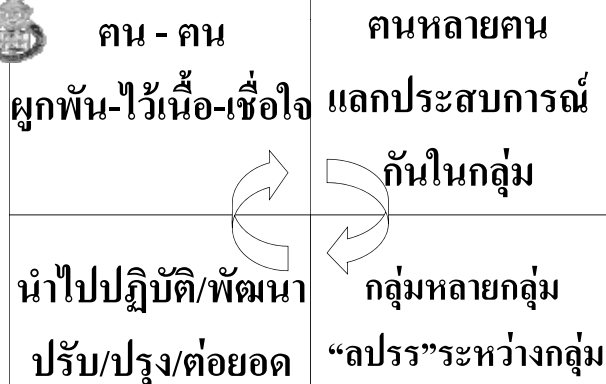 คน - คน
ผูกพัน-ไว้เนื้อ-เชื่อใจ
คนหลายคน
แลกประสบการณ์
กันในกลุ่ม
นำไปปฏิบัติ/พัฒนา
ปรับ/ปรุง/ต่อยอด
กลุ่มหลายกลุ่ม
“ลปรร”ระหว่างกลุ่ม